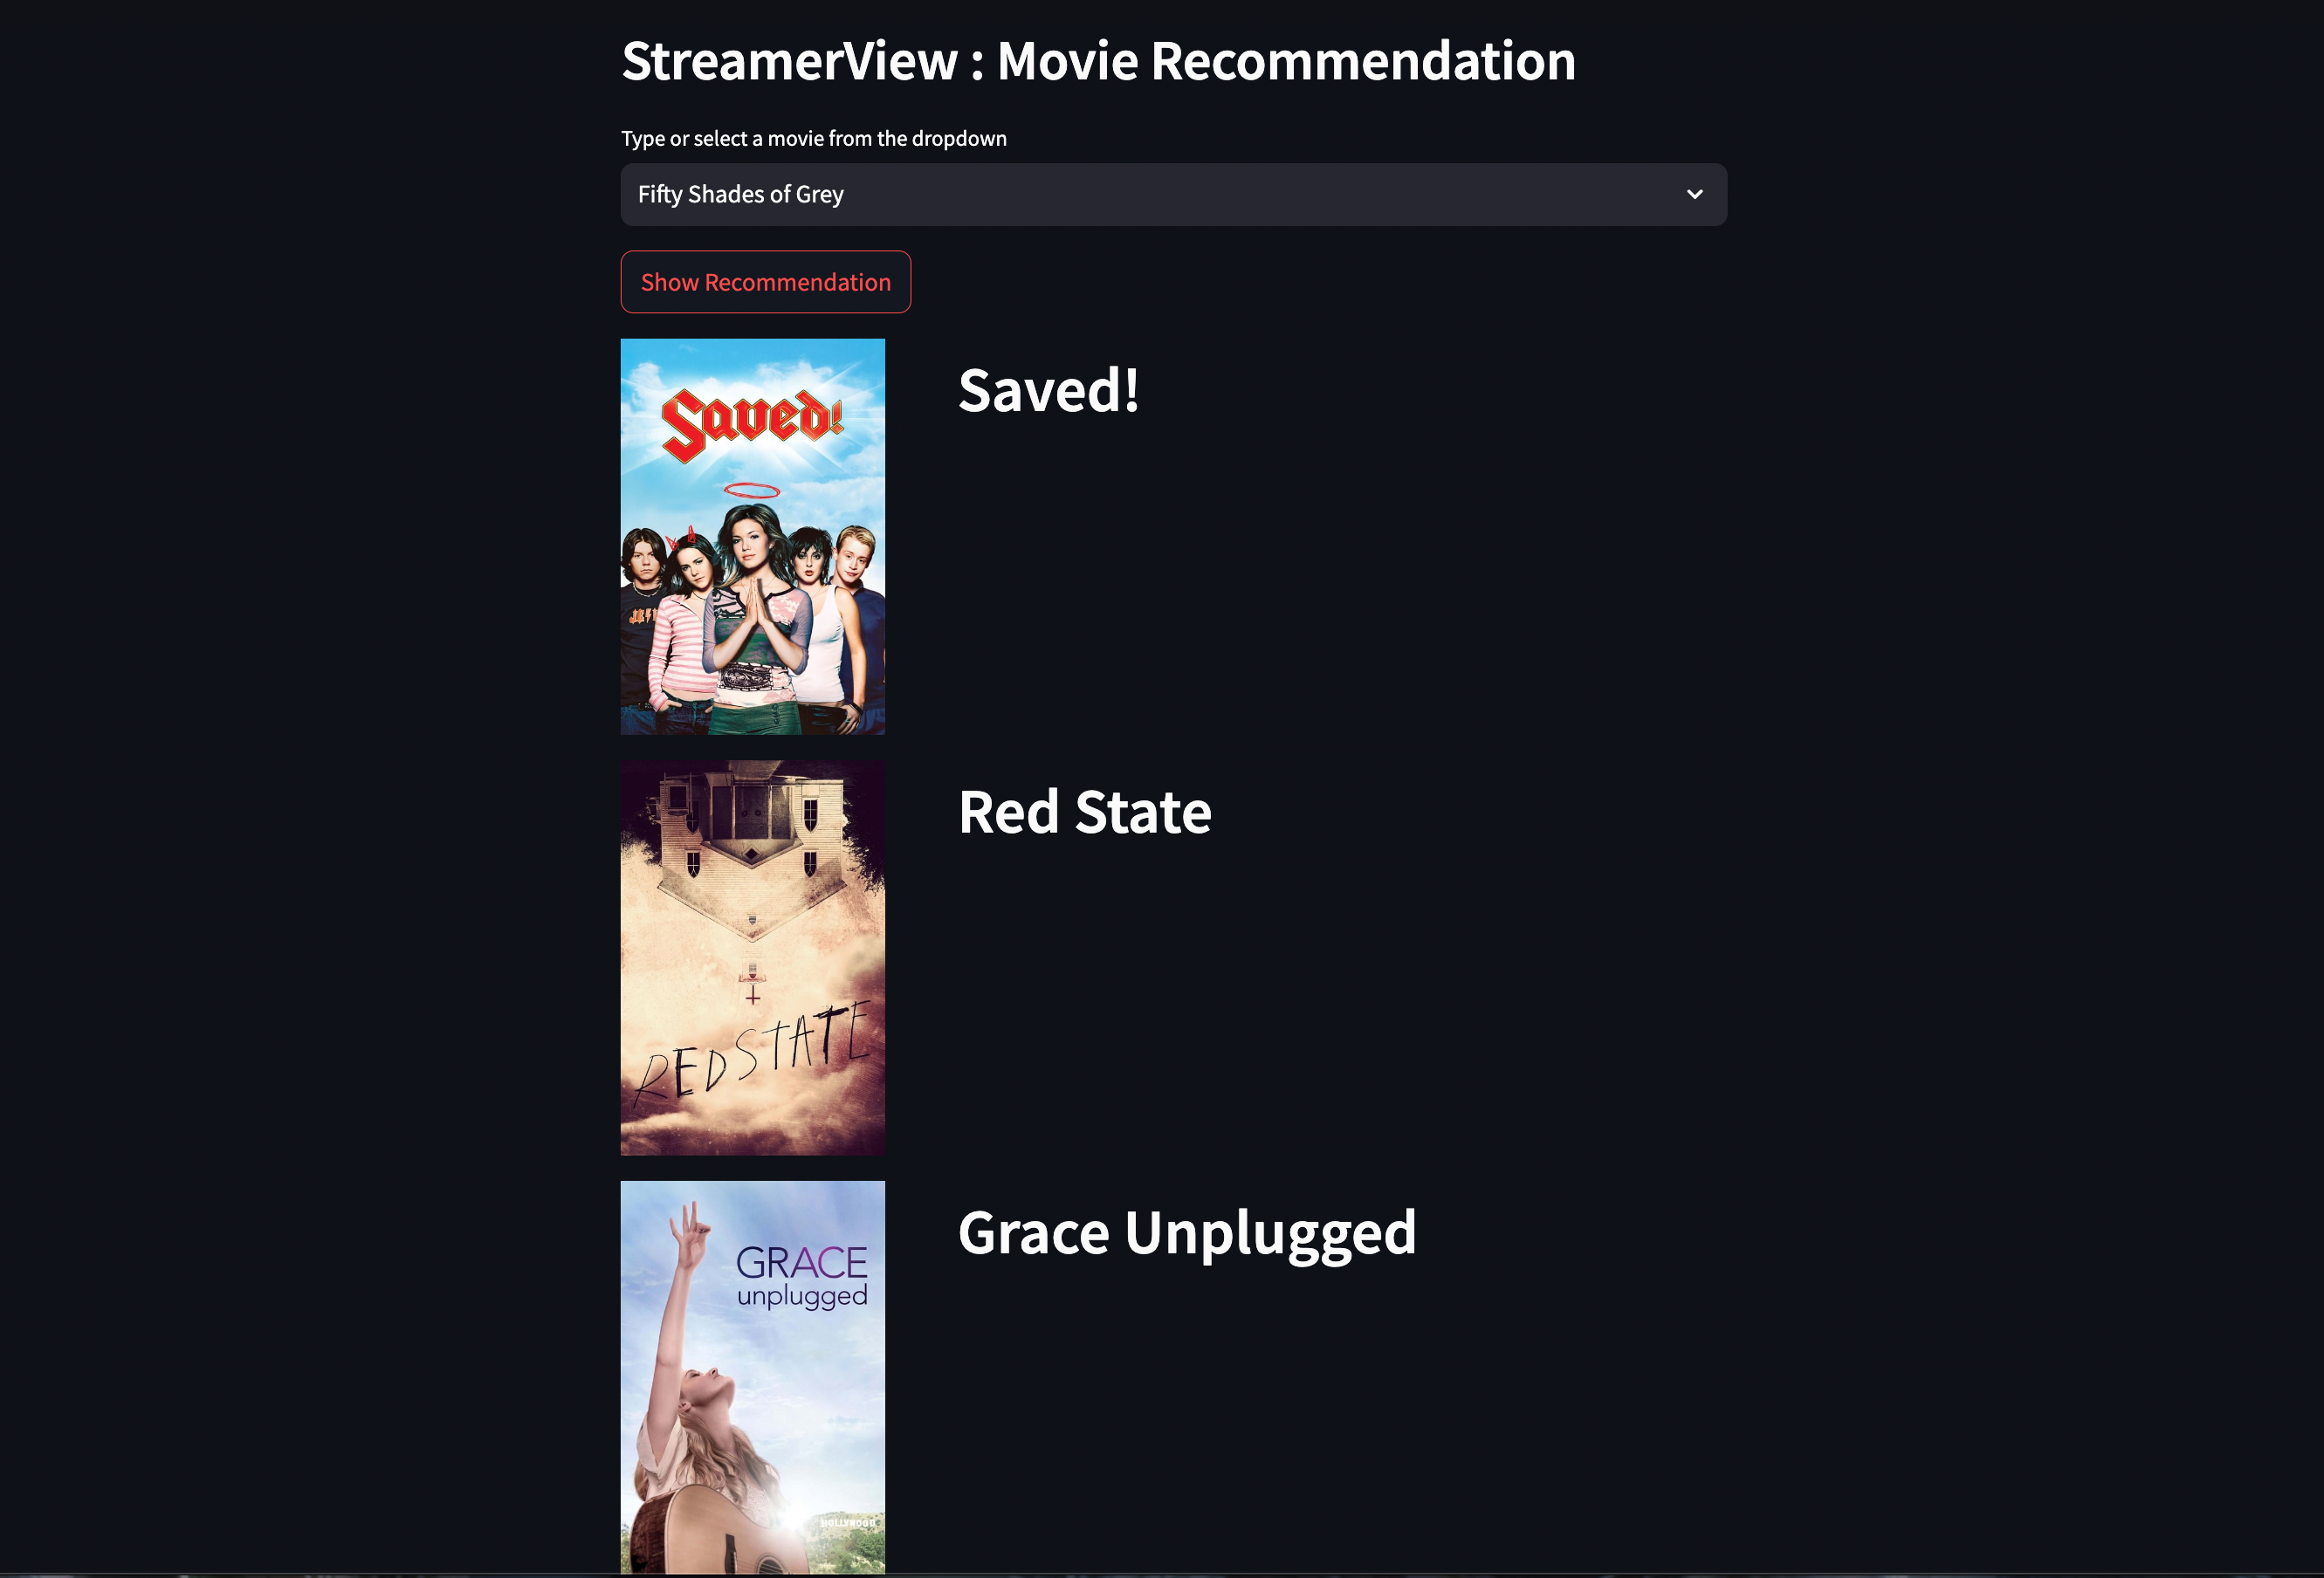 StreamerView : Movie Recommendation
Type or select a movie from the dropdown
Fifty Shades of Grey
Show Recommendation
Saved!
Saved!
RED STATE
Red State
GRACE
unplugged
HOLLYWOOD
Grace Unplugged